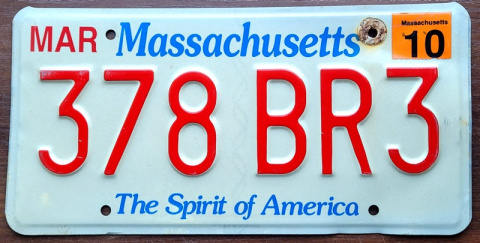 MAR Massachusetts Massachusetts 10
378 BR3
The Spirit of America